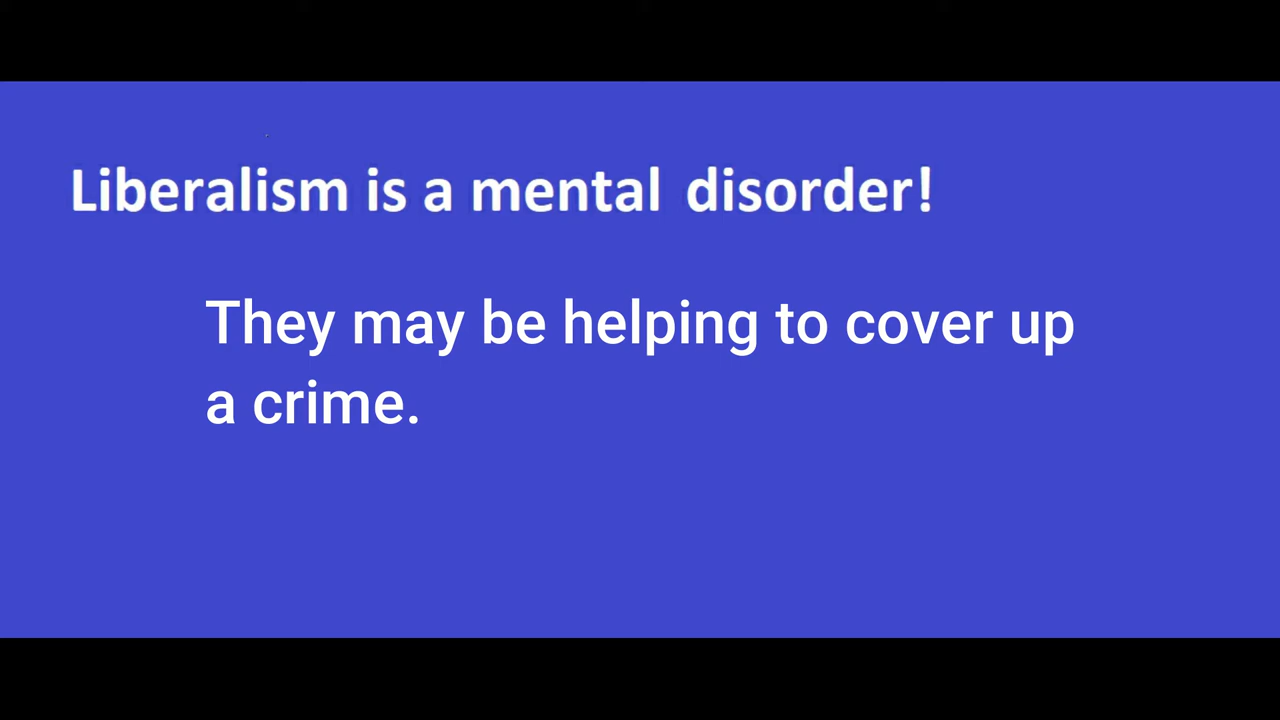 Liberalism is a mental disorder!
They may be helping to cover up
a crime.